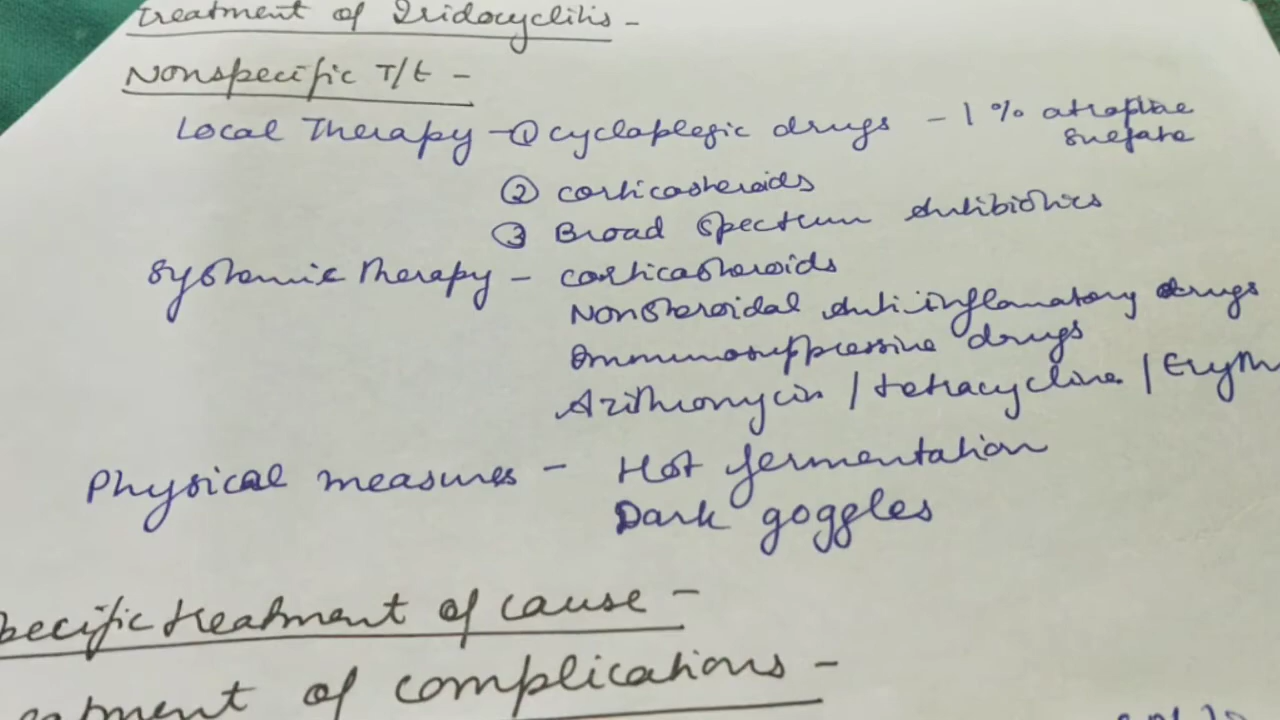 Treatment of Iridocyclitis -
Nonspecific T/t -
Local Therapy - ① cycloplegic drugs - 1% atropine
sulfate
② corticosteroids
③ Broad Spectrum Antibiotics
Systemic Therapy - corticosteroids
Nonsteroidal Anti-inflamatory drugs
Immunosuppressive drugs
Azithromycin / tetracycline / Eryth
Physical measures - Hot fermentation
Dark goggles
pecific treatment of cause -
atment of complications -